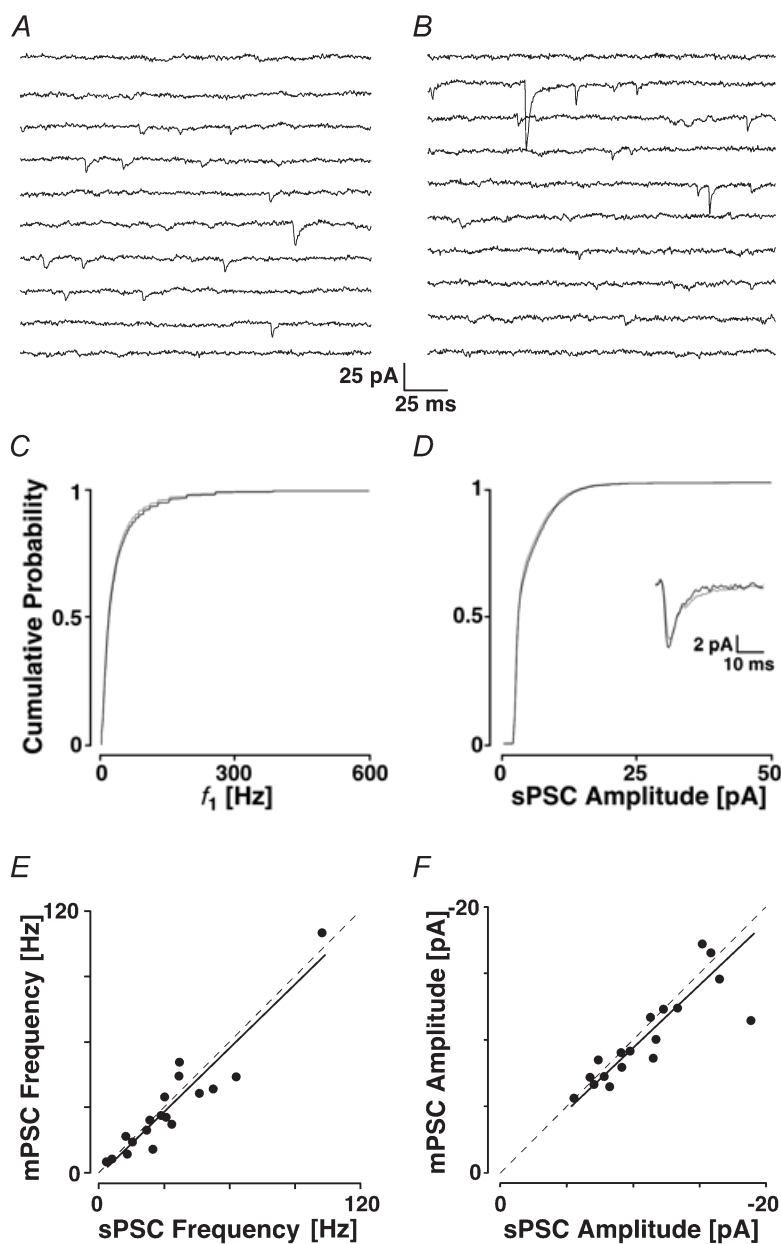 A
B
25 pA
25 ms
C
D
Cumulative Probability
1
0.5
0
0
300
600
f1 [Hz]
1
0.5
0
2 pA
10 ms
0
25
50
sPSC Amplitude [pA]
E
F
mPSC Frequency [Hz]
120
0
0
120
sPSC Frequency [Hz]
mPSC Amplitude [pA]
-20
0
0
-20
sPSC Amplitude [pA]